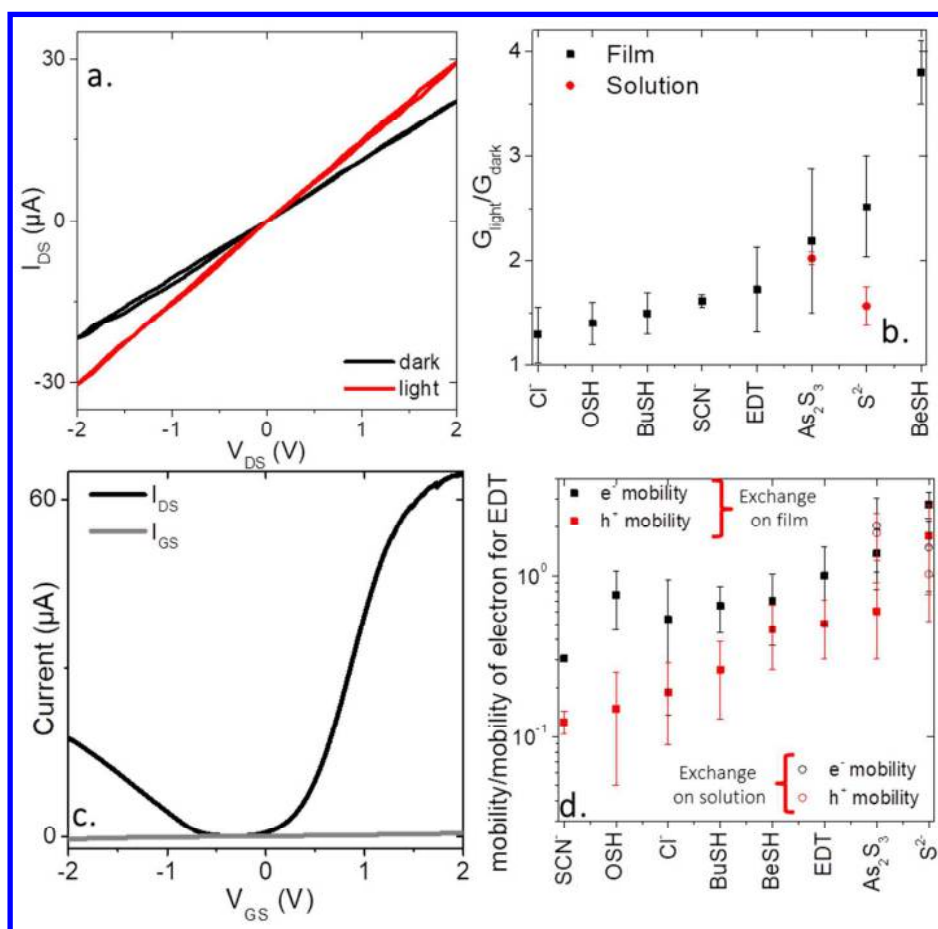 a.
30
0
-30
I_DS (µA)
-2 -1 0 1 2
V_DS (V)
dark
light
4
3
2
1
G_light/G_dark
Film
Solution
b.
Cl⁻
OSH
BuSH
SCN⁻
EDT
As₂S₃
S²⁻
BeSH
I_DS
I_GS
60
0
Current (µA)
c.
-2 -1 0 1 2
V_GS (V)
mobility/mobility of electron for EDT
10⁰
10⁻¹
e⁻ mobility
h⁺ mobility
Exchange
on film
Exchange
on solution
e⁻ mobility
h⁺ mobility
d.
SCN⁻
OSH
Cl⁻
BuSH
BeSH
EDT
As₂S₃
S²⁻